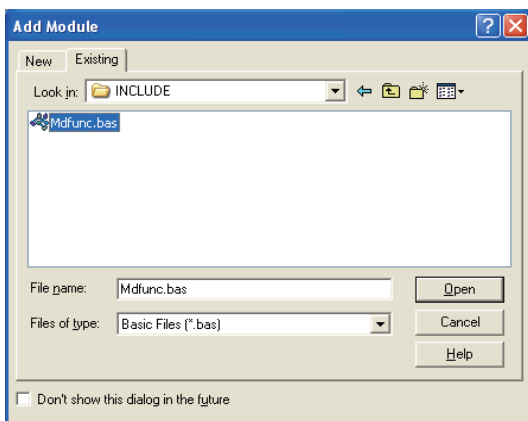 Add Module
New Existing
Look in: INCLUDE
Mdfunc.bas
File name: Mdfunc.bas Open
Files of type: Basic Files (*.bas) Cancel
Help
Don't show this dialog in the future